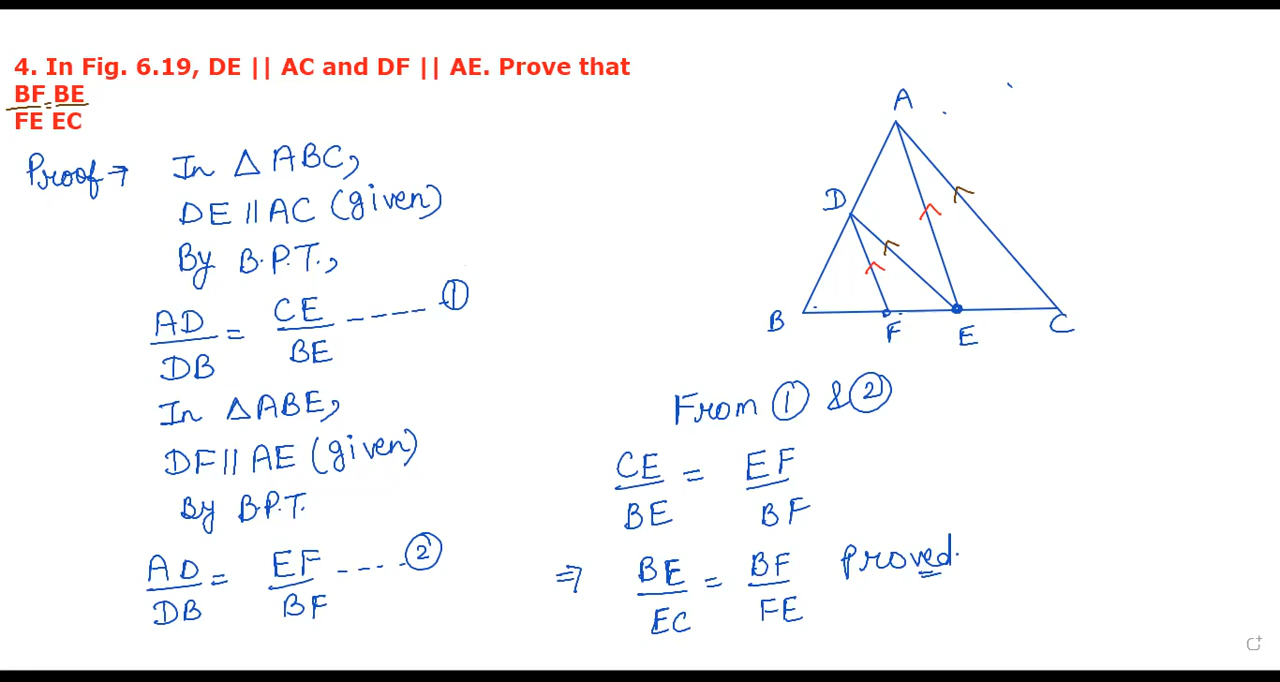 4. In Fig. 6.19, DE || AC and DF || AE. Prove that
BF = BE
FE EC
Proof → In △ ABC,
DE || AC (given)
By B.P.T.,
AD/DB = CE/BE ---- ①
In △ABE,
DF || AE (given)
By B.P.T.
AD/DB = EF/BF ---- ②
A
D
B
F
E
C
From ① & ②
CE/BE = EF/BF
⇒ BE/EC = BF/FE Proved.